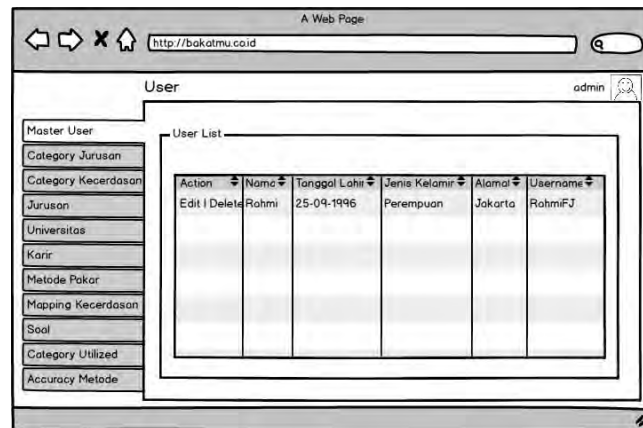 A Web Page
http://bakatmu.co.id
User
admin
Master User
Category Jurusan
Category Kecerdasan
Jurusan
Universitas
Karir
Metode Pakar
Mapping Kecerdasan
Soal
Category Utilized
Accuracy Metode
User List
Action Nama Tanggal Lahir Jenis Kelamin Alamat Username
Edit | Delete Rahmi 25-09-1996 Perempuan Jakarta RahmiFJ